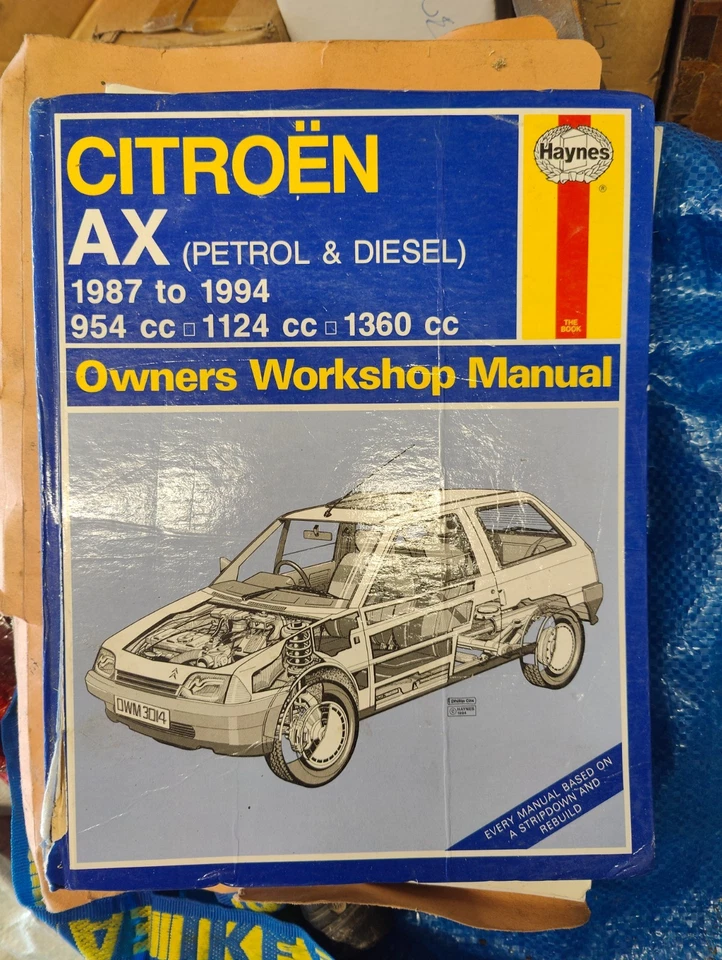 CITROËN
Haynes
®
AX (PETROL & DIESEL)
1987 to 1994
954 cc □ 1124 cc □ 1360 cc
THE
BOOK
Owners Workshop Manual
OWM 3014
HAYNES
EVERY MANUAL BASED ON
A STRIPDOWN AND
REBUILD